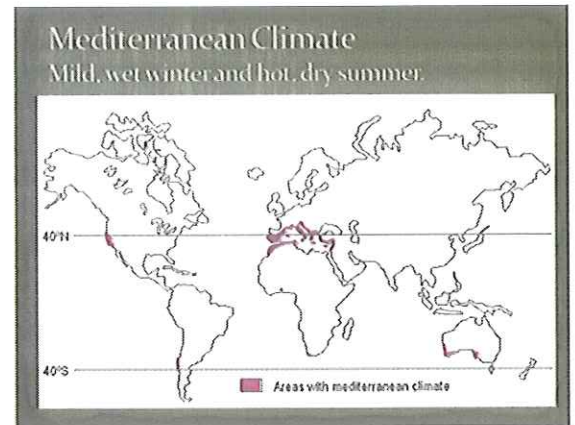 Mediterranean Climate
Mild, wet winter and hot, dry summer.
40°N
40°S
Areas with mediterranean climate